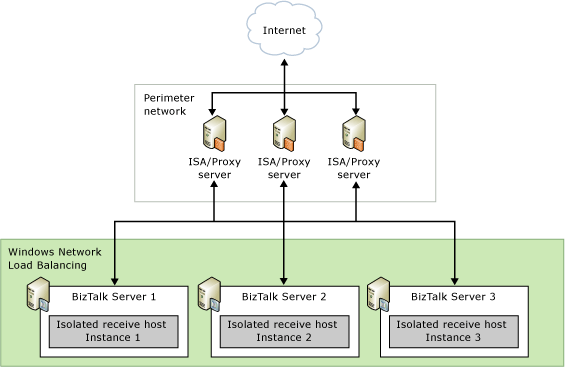 Internet
Perimeter
network
ISA/Proxy
server
ISA/Proxy
server
ISA/Proxy
server
Windows Network
Load Balancing
BizTalk Server 1
Isolated receive host
Instance 1
BizTalk Server 2
Isolated receive host
Instance 2
BizTalk Server 3
Isolated receive host
Instance 3